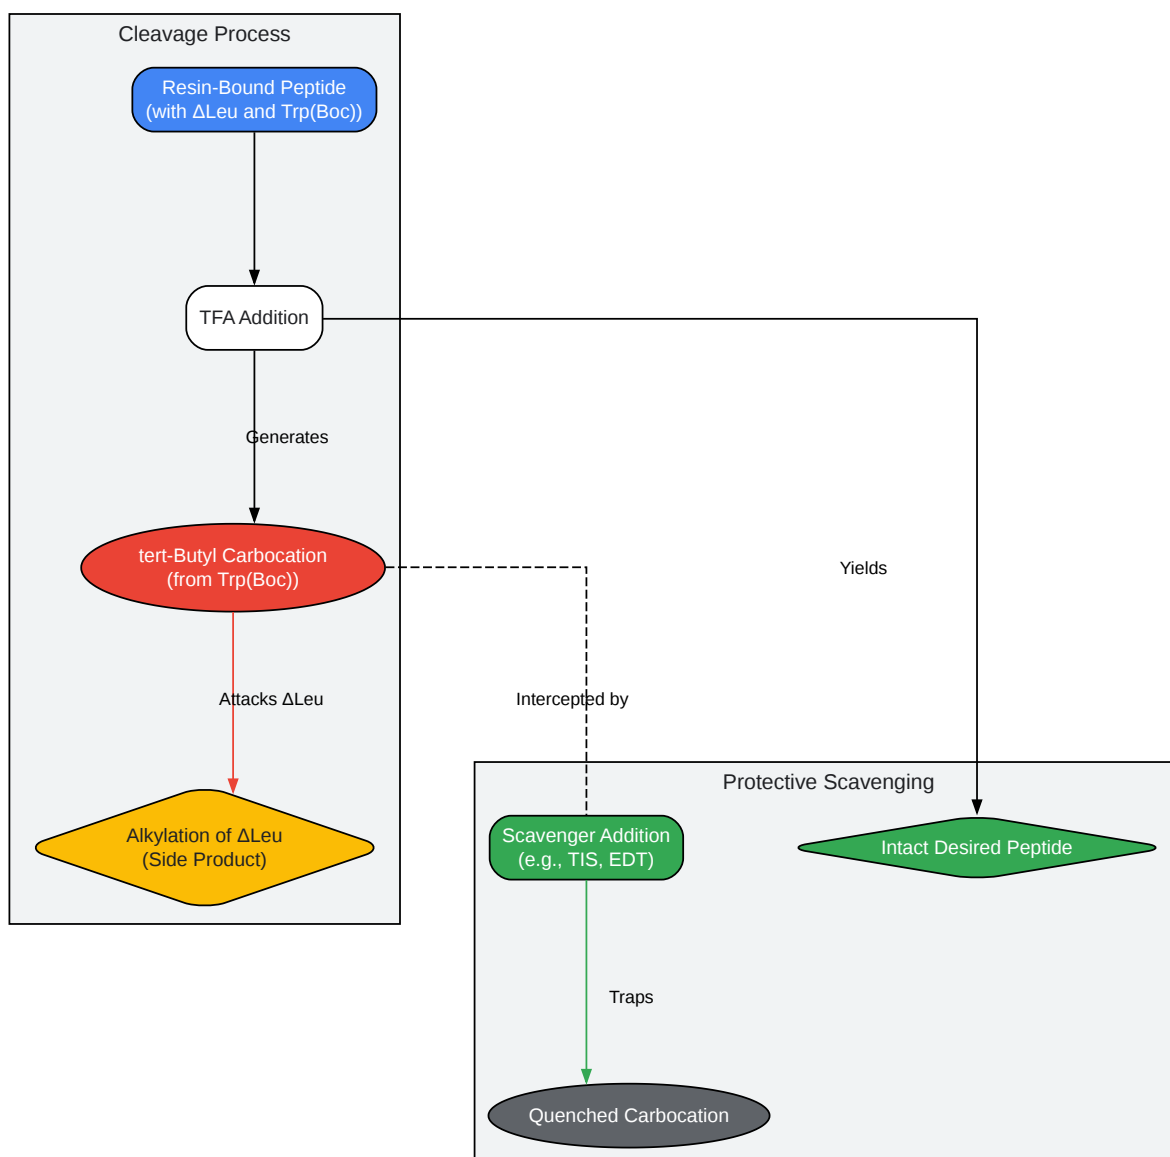 Cleavage Process
Resin-Bound Peptide
(with ΔLeu and Trp(Boc))
TFA Addition
Generates
tert-Butyl Carbocation
(from Trp(Boc))
Yields
Attacks ΔLeu
Intercepted by
Protective Scavenging
Alkylation of ΔLeu
(Side Product)
Scavenger Addition
(e.g., TIS, EDT)
Intact Desired Peptide
Traps
Quenched Carbocation